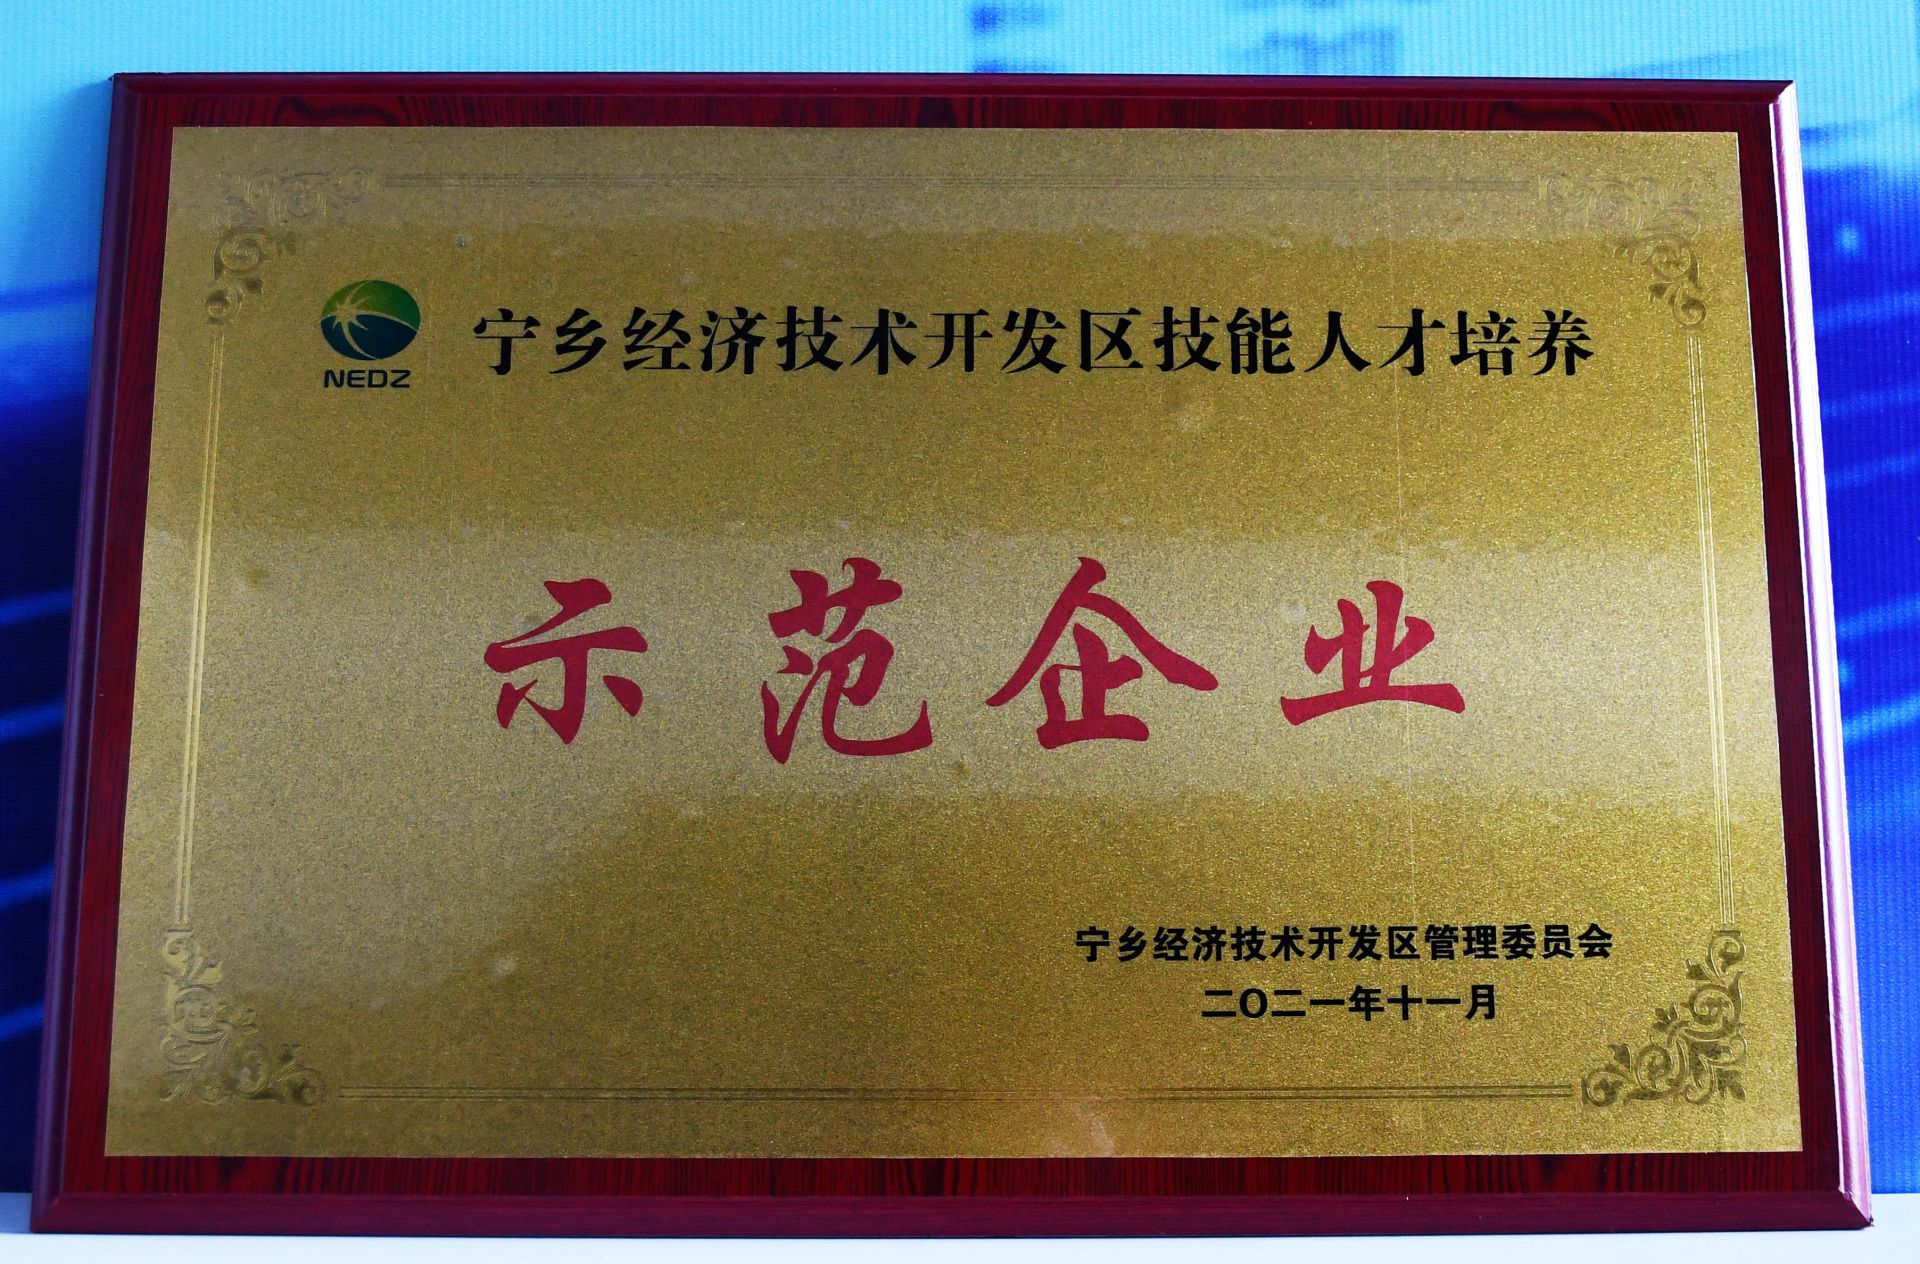 宁乡经济技术开发区技能人才培养
NEDZ
示范企业
宁乡经济技术开发区管理委员会
二〇二一年十一月